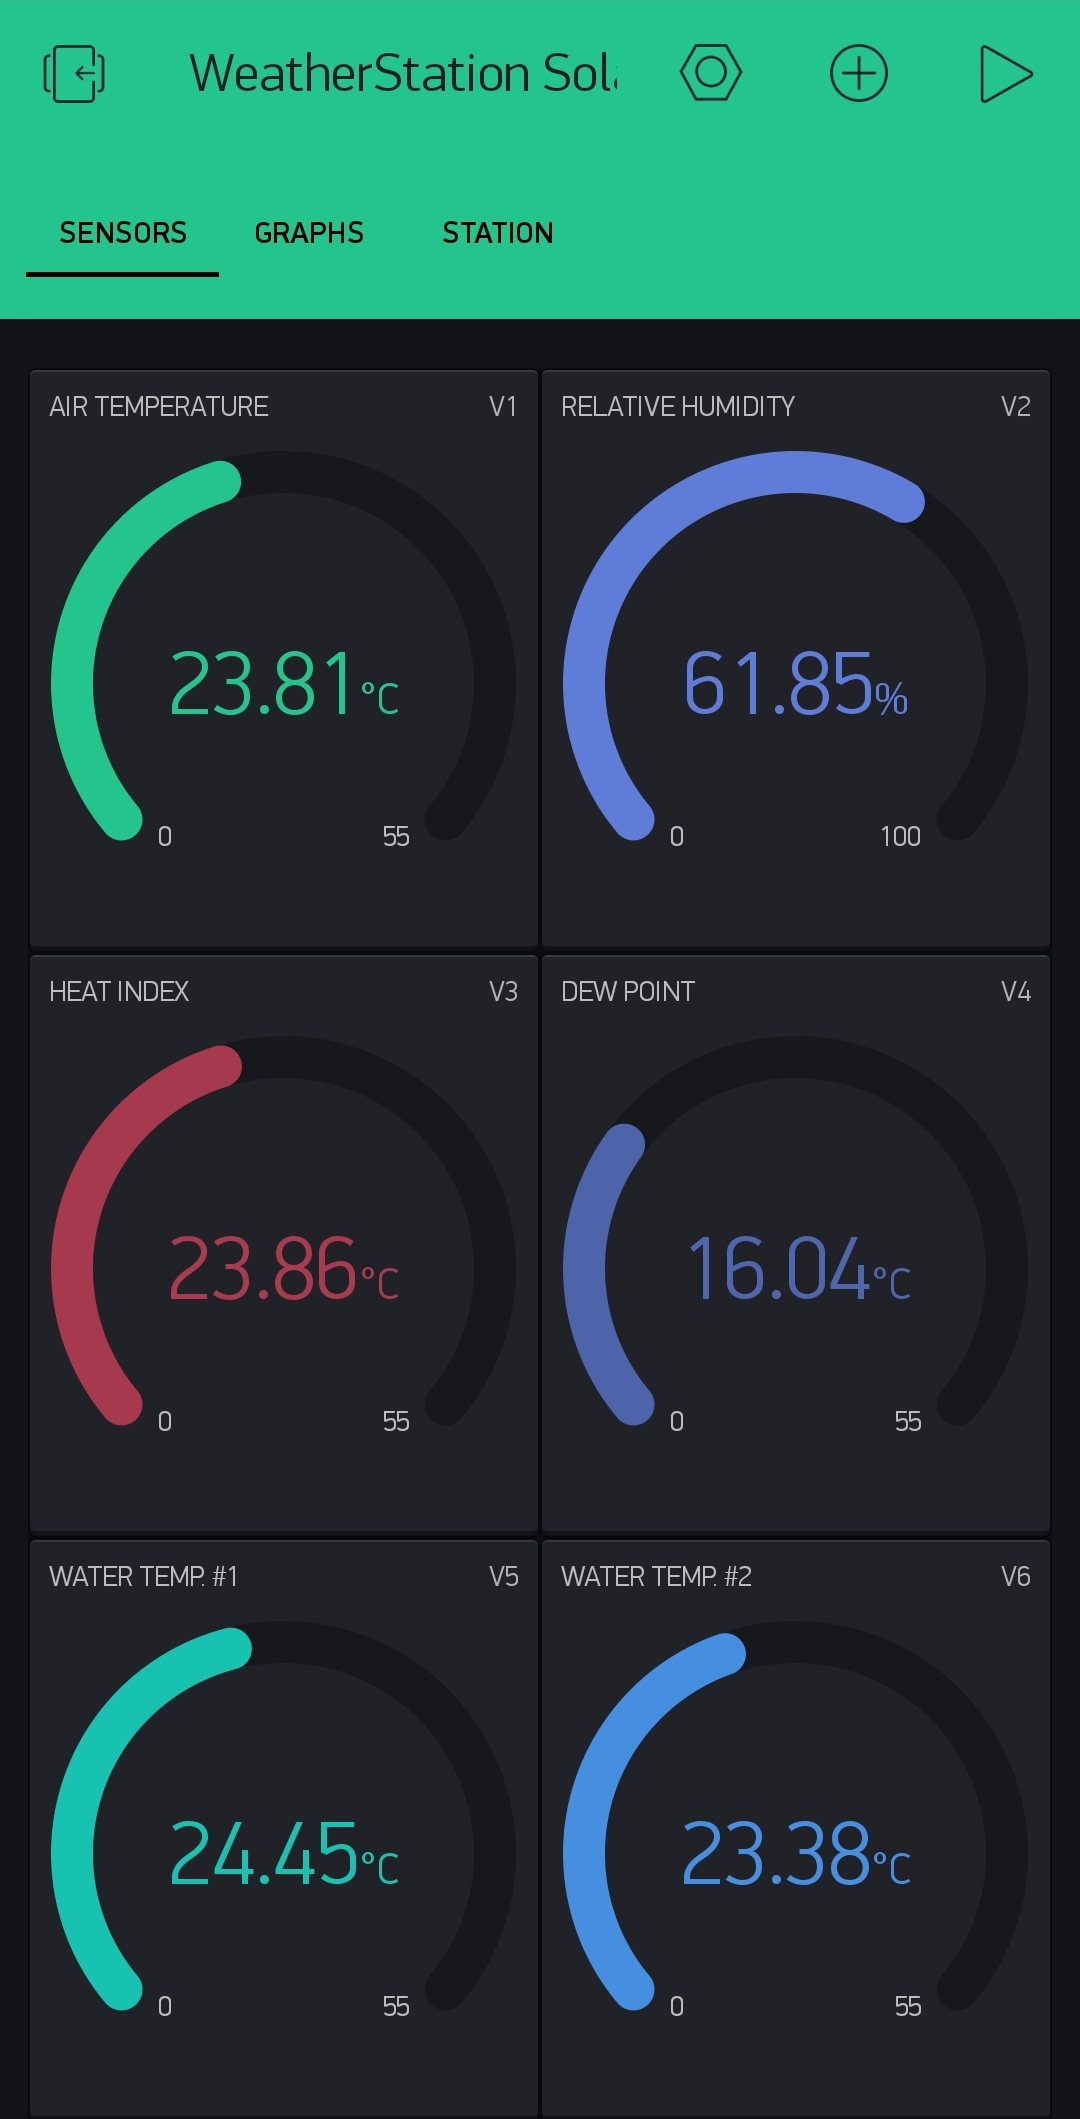 WeatherStation Sol
SENSORS GRAPHS STATION
AIR TEMPERATURE V1
23.81°C
0 55
RELATIVE HUMIDITY V2
61.85%
0 100
HEAT INDEX V3
23.86°C
0 55
DEW POINT V4
16.04°C
0 55
WATER TEMP. #1 V5
24.45°C
0 55
WATER TEMP. #2 V6
23.38°C
0 55